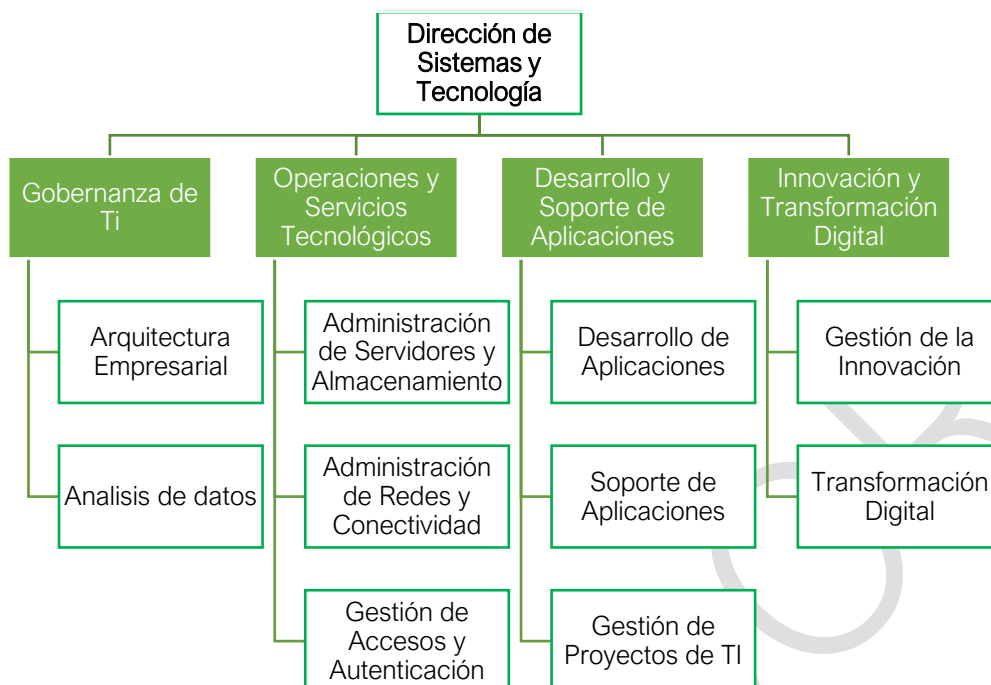 Dirección de
Sistemas y
Tecnología
Gobernanza de
Ti
Operaciones y
Servicios
Tecnológicos
Desarrollo y
Soporte de
Aplicaciones
Innovación y
Transformación
Digital
Arquitectura
Empresarial
Administración
de Servidores y
Almacenamiento
Desarrollo de
Aplicaciones
Gestión de la
Innovación
Analisis de datos
Administración
de Redes y
Conectividad
Soporte de
Aplicaciones
Transformación
Digital
Gestión de
Accesos y
Autenticación
Gestión de
Proyectos de TI